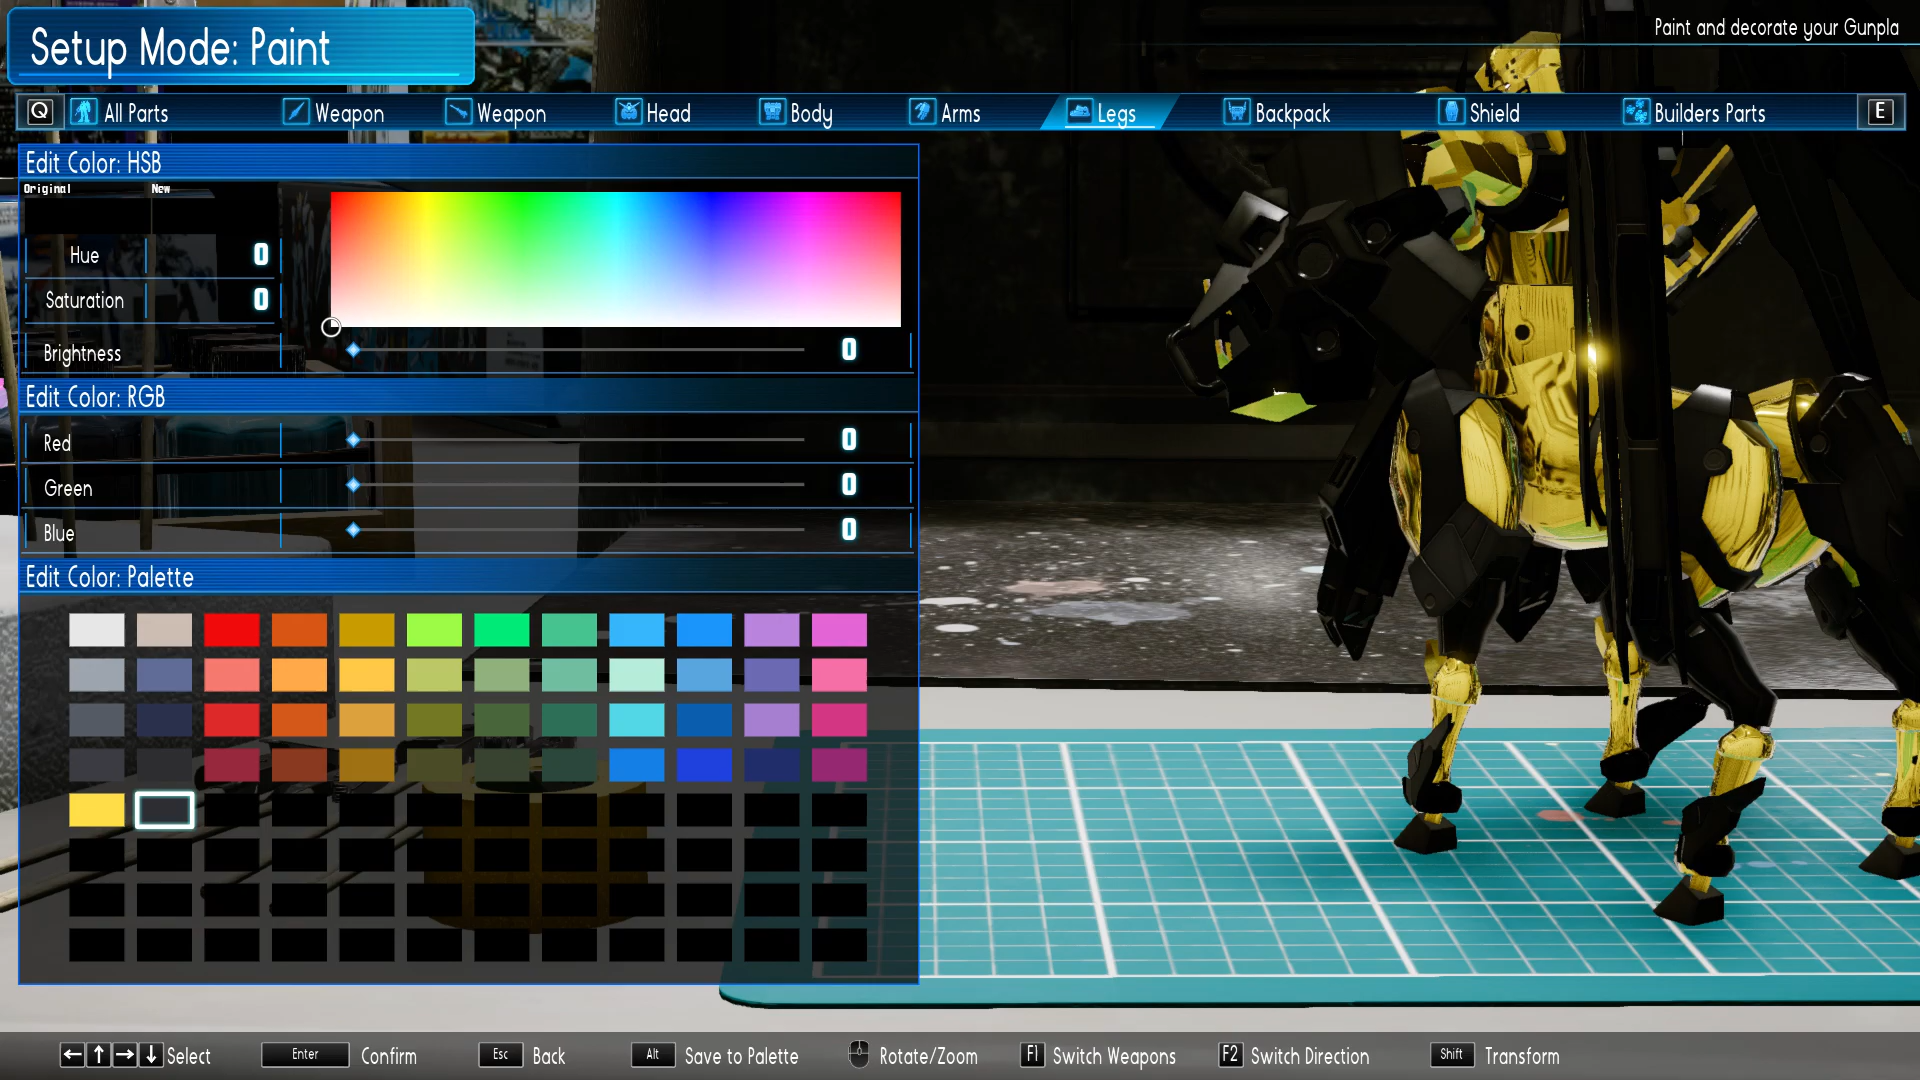 Setup Mode: Paint
Paint and decorate your Gunpla
Q All Parts Weapon Weapon Head Body Arms Legs Backpack Shield Builders Parts E
Edit Color: HSB
Original New
Hue 0
Saturation 0
Brightness 0
Edit Color: RGB
Red 0
Green 0
Blue 0
Edit Color: Palette
←↑→↓ Select Enter Confirm Esc Back Alt Save to Palette Rotate/Zoom F1 Switch Weapons F2 Switch Direction Shift Transform